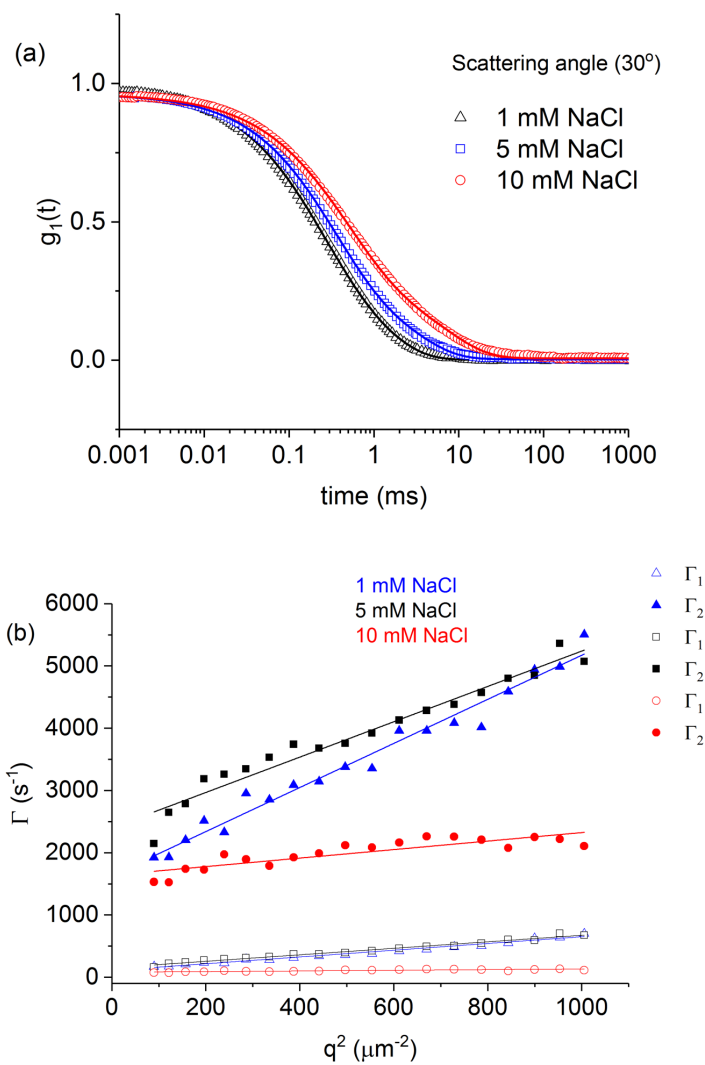 (a)
Scattering angle (30°)
1 mM NaCl
5 mM NaCl
10 mM NaCl
1.0
0.5
0.0
g₁(t)
0.001 0.01 0.1 1 10 100 1000
time (ms)
(b)
1 mM NaCl
5 mM NaCl
10 mM NaCl
Γ₁
Γ₂
Γ₁
Γ₂
Γ₁
Γ₂
6000
5000
4000
3000
2000
1000
0
Γ (s⁻¹)
0 200 400 600 800 1000
q² (μm⁻²)